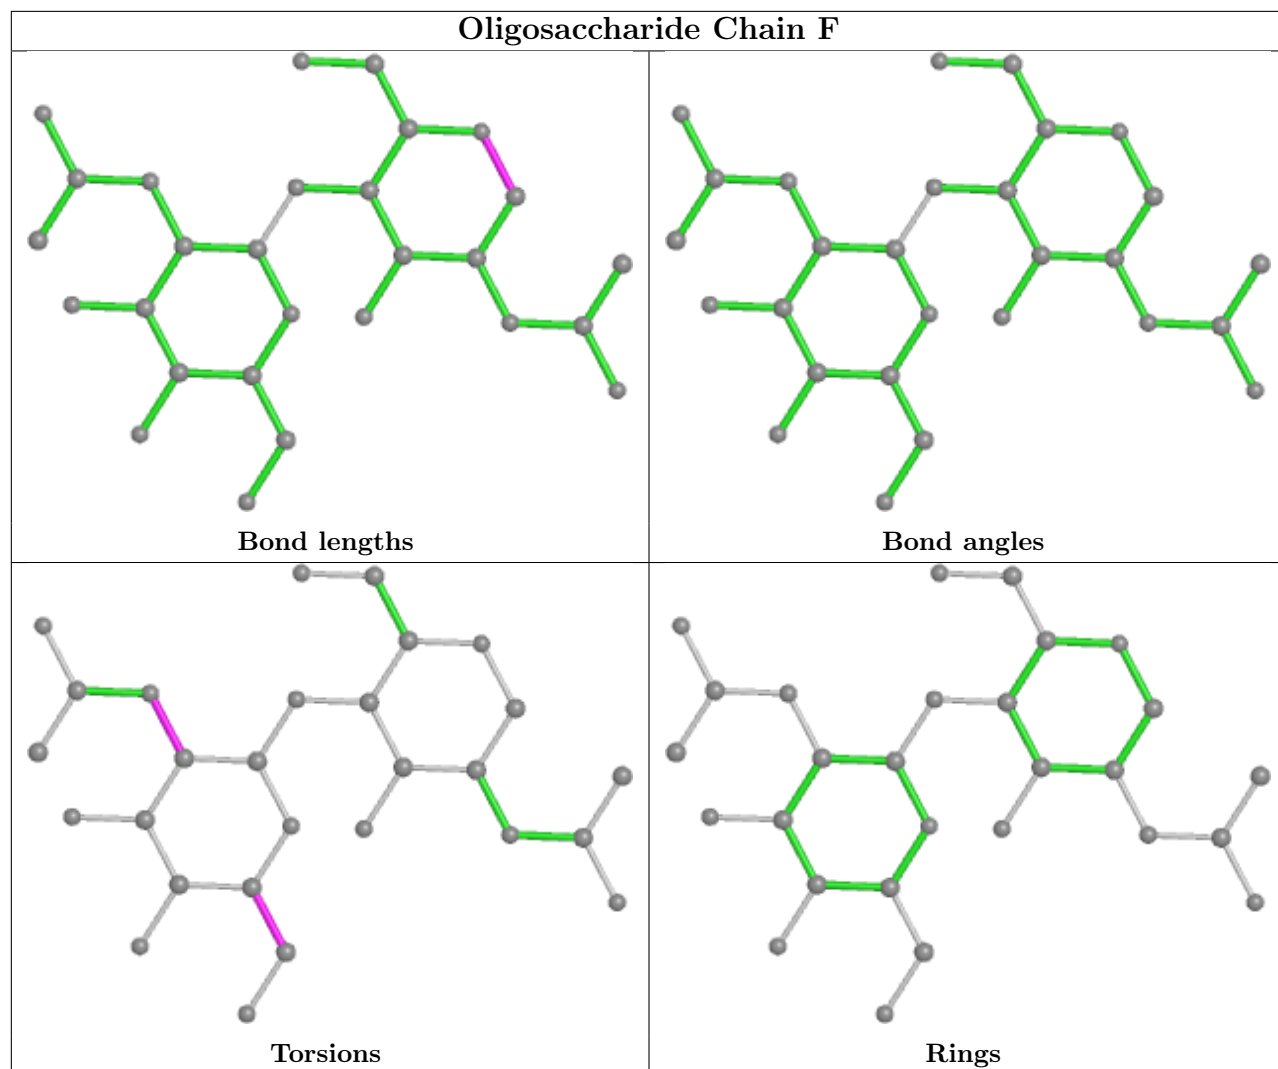 Oligosaccharide Chain F
Bond lengths
Bond angles
Torsions
Rings